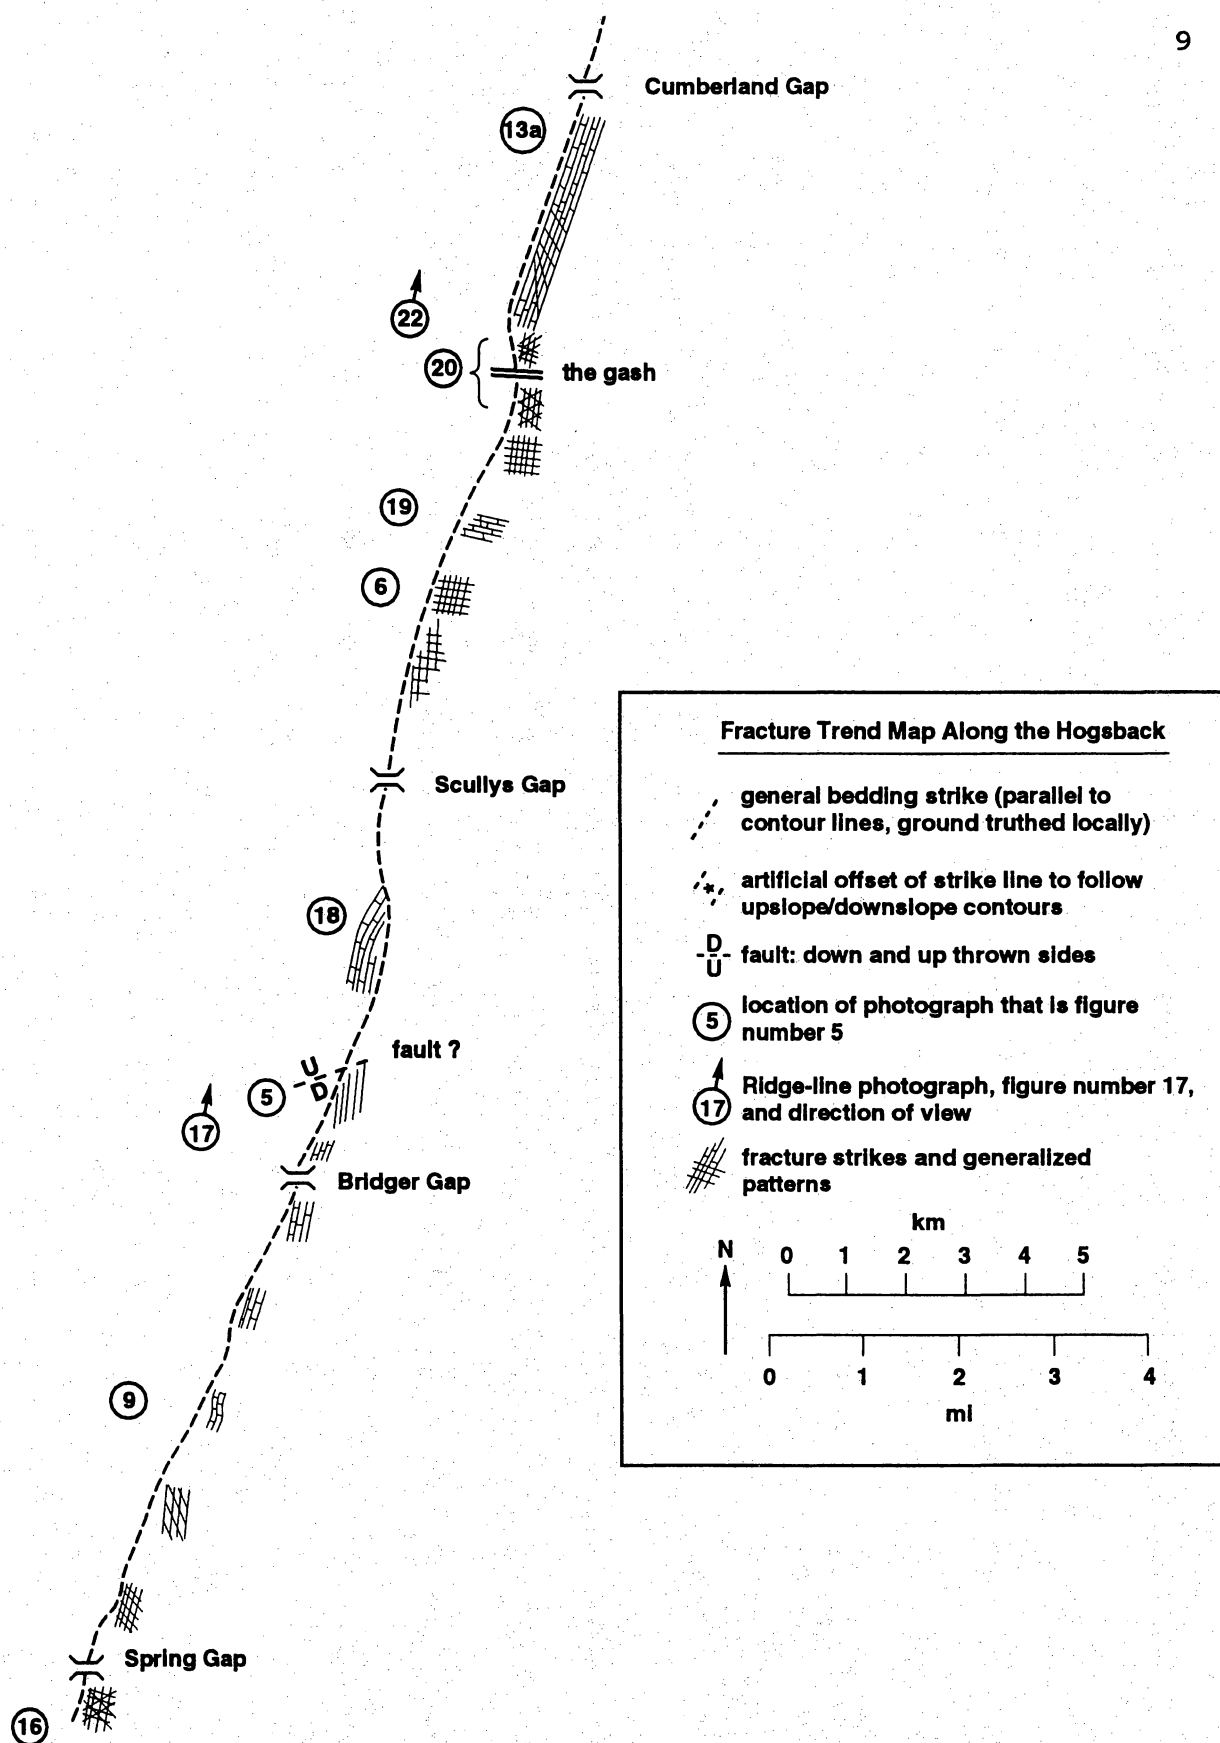 9
Cumberland Gap
13a
22
20
the gash
19
6
Scullys Gap
18
fault ?
U
D
5
17
Bridger Gap
9
Spring Gap
16
Fracture Trend Map Along the Hogsback
general bedding strike (parallel to
contour lines, ground truthed locally)
artificial offset of strike line to follow
upslope/downslope contours
D
U
fault: down and up thrown sides
5
location of photograph that is figure
number 5
17
Ridge-line photograph, figure number 17,
and direction of view
fracture strikes and generalized
patterns
km
N
0 1 2 3 4 5
0 1 2 3 4
mi